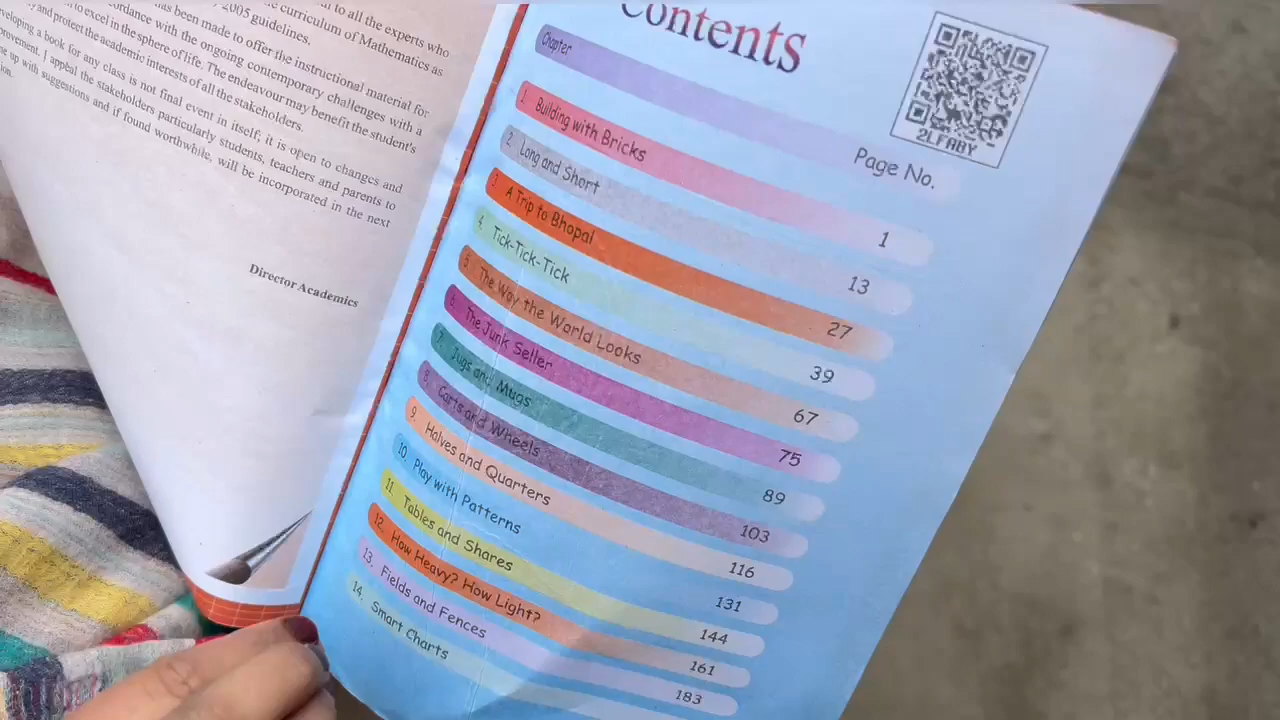 l to all the experts who
e curriculum of Mathematics as
2005 guidelines.
been made to offer the instructional material for
ordance with the ongoing contemporary challenges with a
to excel in the sphere of life. The endeavour may benefit the student's
and protect the academic interests of all the stakeholders.
veloping a book for any class is not final event in itself, it is open to changes and
provement. I appeal the stakeholders particularly students, teachers and parents to
e up with suggestions and if found worthwhile, will be incorporated in the next
ion.
Director Academics
Contents
2LFABY
Chapter Page No.
1. Building with Bricks 1
2. Long and Short 13
3. A Trip to Bhopal 27
4. Tick-Tick-Tick 39
5. The Way the World Looks 67
6. The Junk Seller 75
7. Jugs and Mugs 89
8. Carts and Wheels 103
9. Halves and Quarters 116
10. Play with Patterns 131
11. Tables and Shares 144
12. How Heavy? How Light? 161
13. Fields and Fences 183
14. Smart Charts